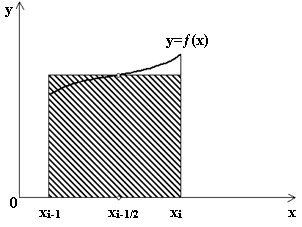 y
y=f(x)
0
xi-1 xi-1/2 xi x